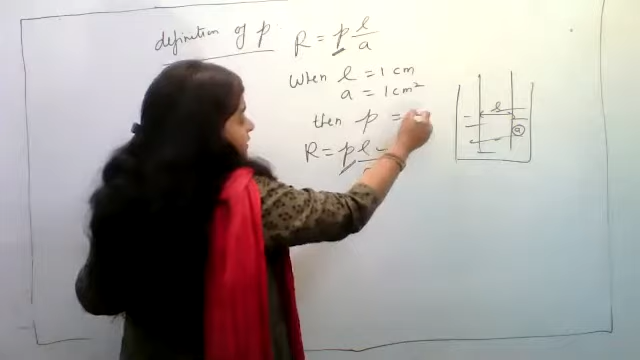 definition of ρ.
R = ρ l/a
When l = 1 cm
a = 1 cm²
then ρ =
R = ρ l
l
a